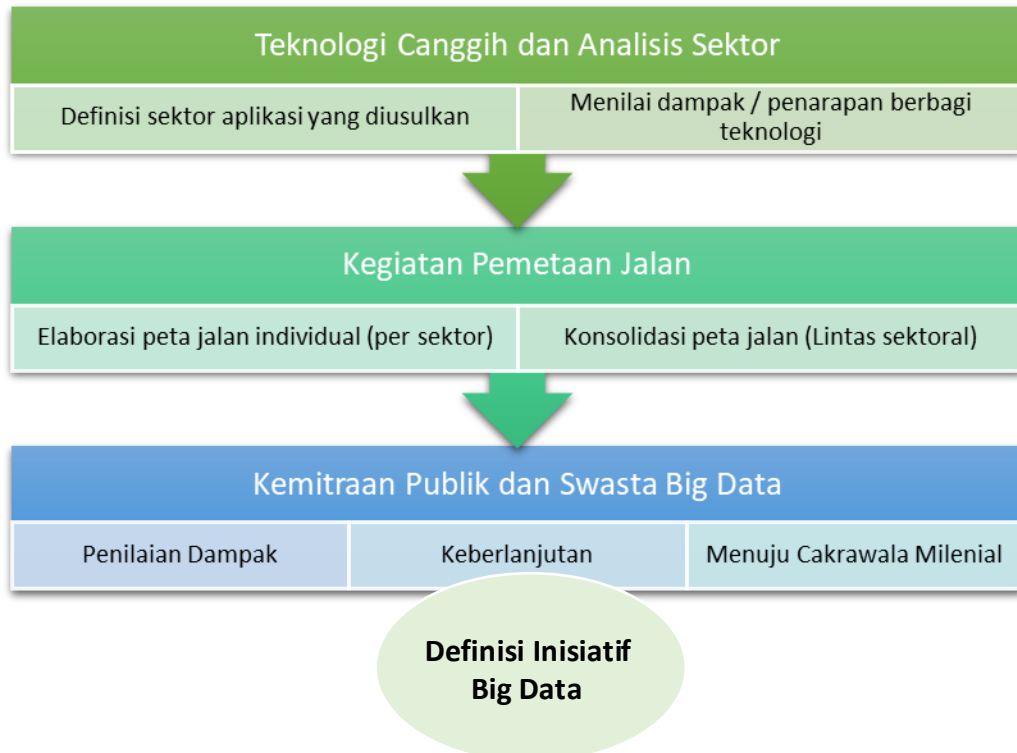 Teknologi Canggih dan Analisis Sektor
Definisi sektor aplikasi yang diusulkan
Menilai dampak / penarapan berbagi
teknologi
Kegiatan Pemetaan Jalan
Elaborasi peta jalan individual (per sektor)
Konsolidasi peta jalan (Lintas sektoral)
Kemitraan Publik dan Swasta Big Data
Penilaian Dampak
Keberlanjutan
Menuju Cakrawala Milenial
Definisi Inisiatif
Big Data